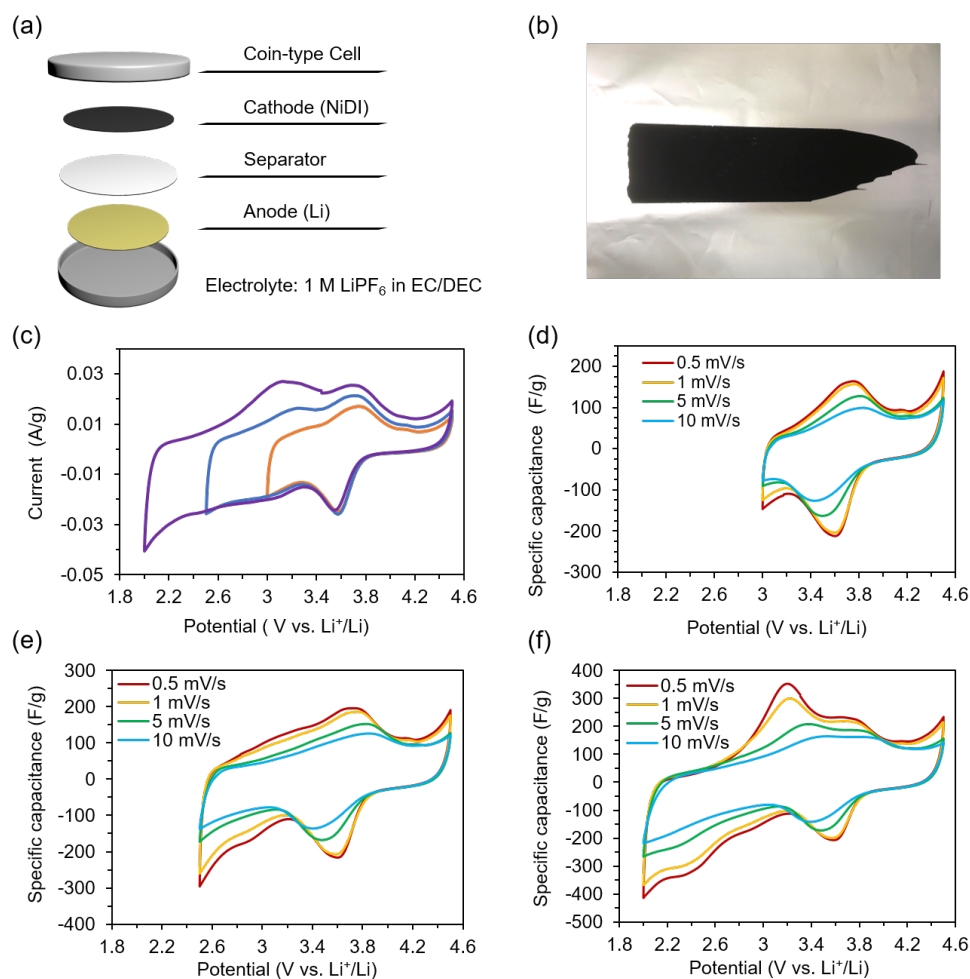 (a)
Coin-type Cell
Cathode (NiDI)
Separator
Anode (Li)
Electrolyte: 1 M LiPF₆ in EC/DEC
(b)
(c)
0.03
0.01
-0.01
-0.03
-0.05
Current (A/g)
1.8 2.2 2.6 3 3.4 3.8 4.2 4.6
Potential ( V vs. Li⁺/Li)
(d)
200
100
0
-100
-200
-300
Specific capacitance (F/g)
0.5 mV/s
1 mV/s
5 mV/s
10 mV/s
1.8 2.2 2.6 3 3.4 3.8 4.2 4.6
Potential (V vs. Li⁺/Li)
(e)
300
200
100
0
-100
-200
-300
-400
Specific capacitance (F/g)
0.5 mV/s
1 mV/s
5 mV/s
10 mV/s
1.8 2.2 2.6 3 3.4 3.8 4.2 4.6
Potential (V vs. Li⁺/Li)
(f)
400
300
200
100
0
-100
-200
-300
-400
-500
Specific capacitance (F/g)
0.5 mV/s
1 mV/s
5 mV/s
10 mV/s
1.8 2.2 2.6 3 3.4 3.8 4.2 4.6
Potential (V vs. Li⁺/Li)